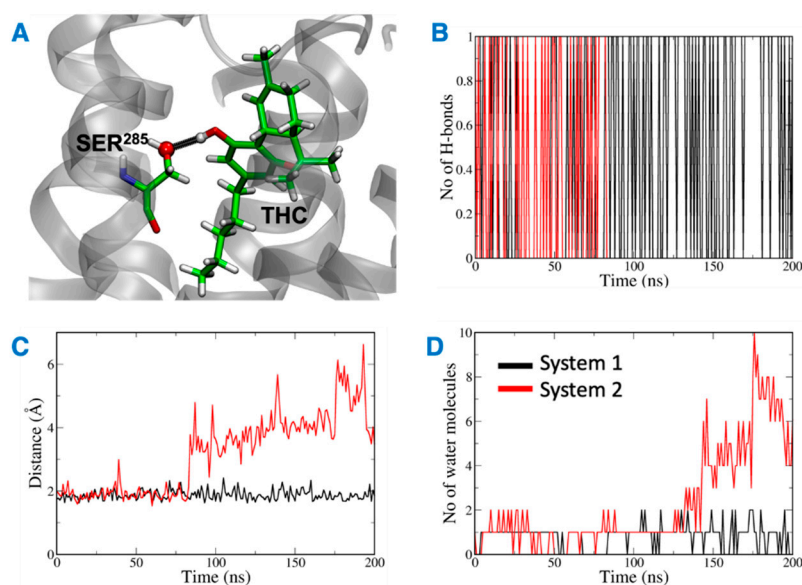 A
SER285
THC
B
No of H-bonds
1
0.8
0.6
0.4
0.2
0
0 50 100 150 200
Time (ns)
C
Distance (Å)
6
4
2
0
0 50 100 150 200
Time (ns)
D
System 1
System 2
No of water molecules
10
8
6
4
2
0
0 50 100 150 200
Time (ns)